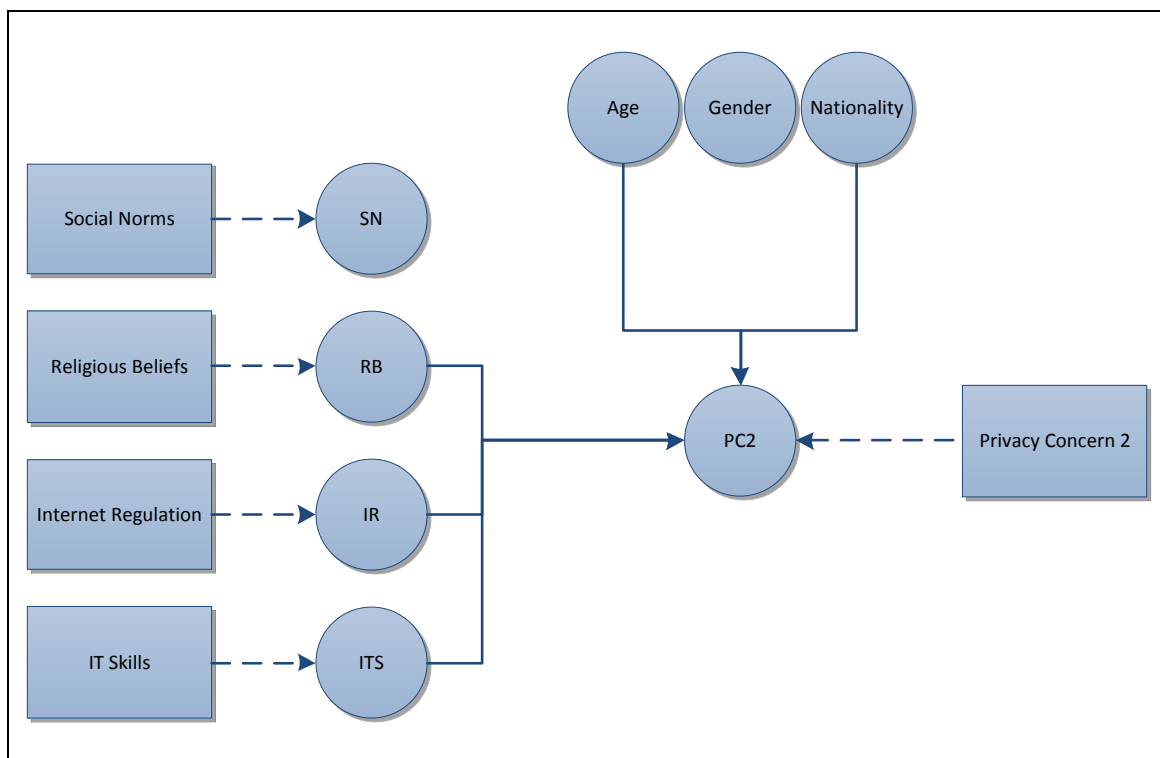 Age
Gender
Nationality
Social Norms
SN
Religious Beliefs
RB
PC2
Privacy Concern 2
Internet Regulation
IR
IT Skills
ITS